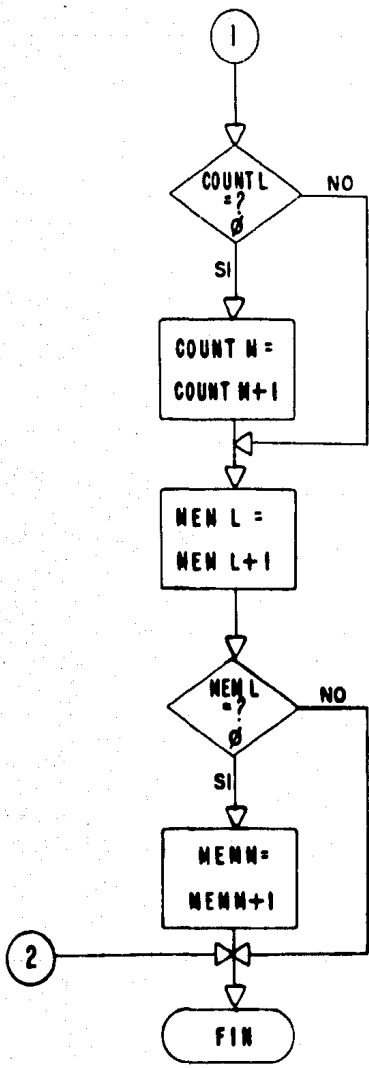 1
COUNT L
=?
Ø
NO
SI
COUNT M =
COUNT M+1
MEM L =
MEM L+1
MEM L
=?
Ø
NO
SI
MEMM=
MEMM+1
2
FIN